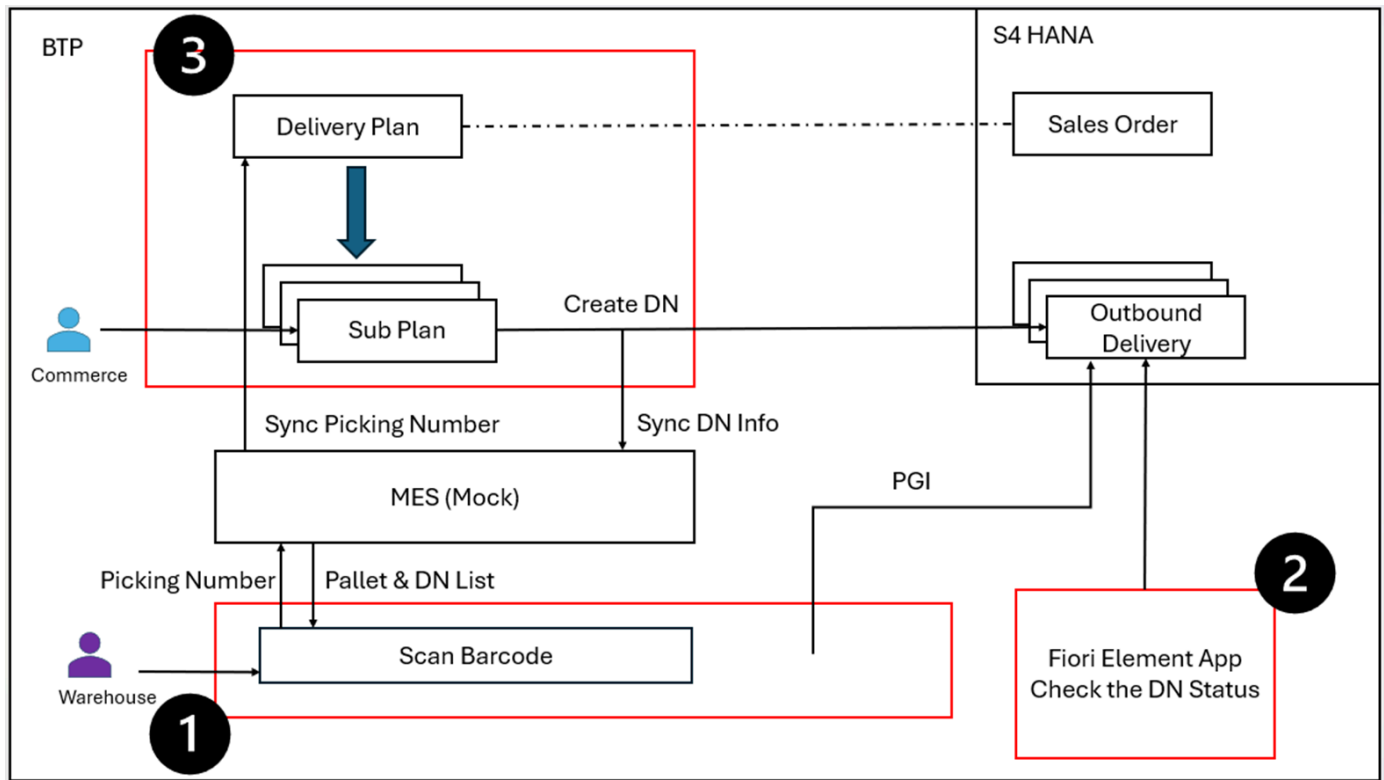 BTP
3
S4 HANA
Delivery Plan
Sales Order
Create DN
Sub Plan
Outbound
Delivery
Commerce
Sync Picking Number
Sync DN Info
MES (Mock)
PGI
Picking Number
Pallet & DN List
2
Scan Barcode
Fiori Element App
Check the DN Status
Warehouse
1